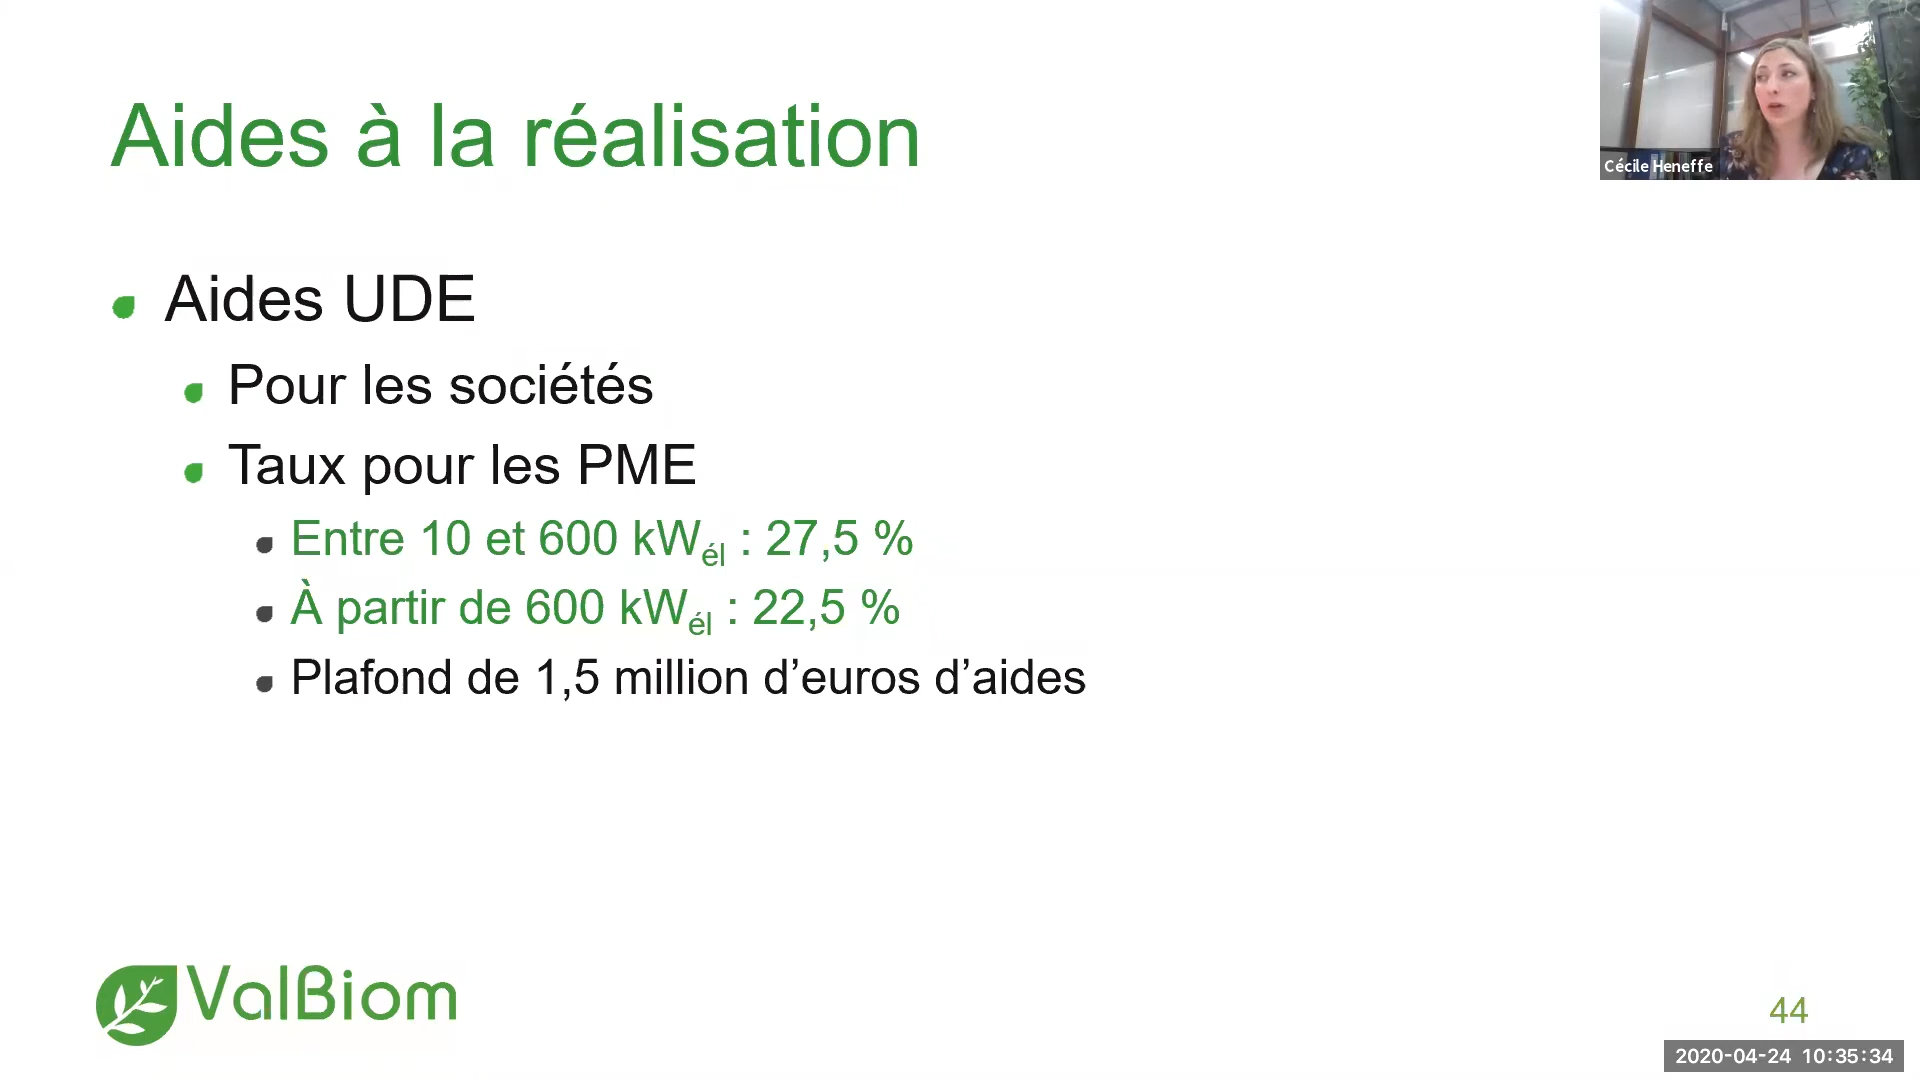 Aides à la réalisation
Cécile Heneffe
Aides UDE
Pour les sociétés
Taux pour les PME
Entre 10 et 600 kWél : 27,5 %
À partir de 600 kWél : 22,5 %
Plafond de 1,5 million d’euros d’aides
ValBiom
44
2020-04-24 10:35:34